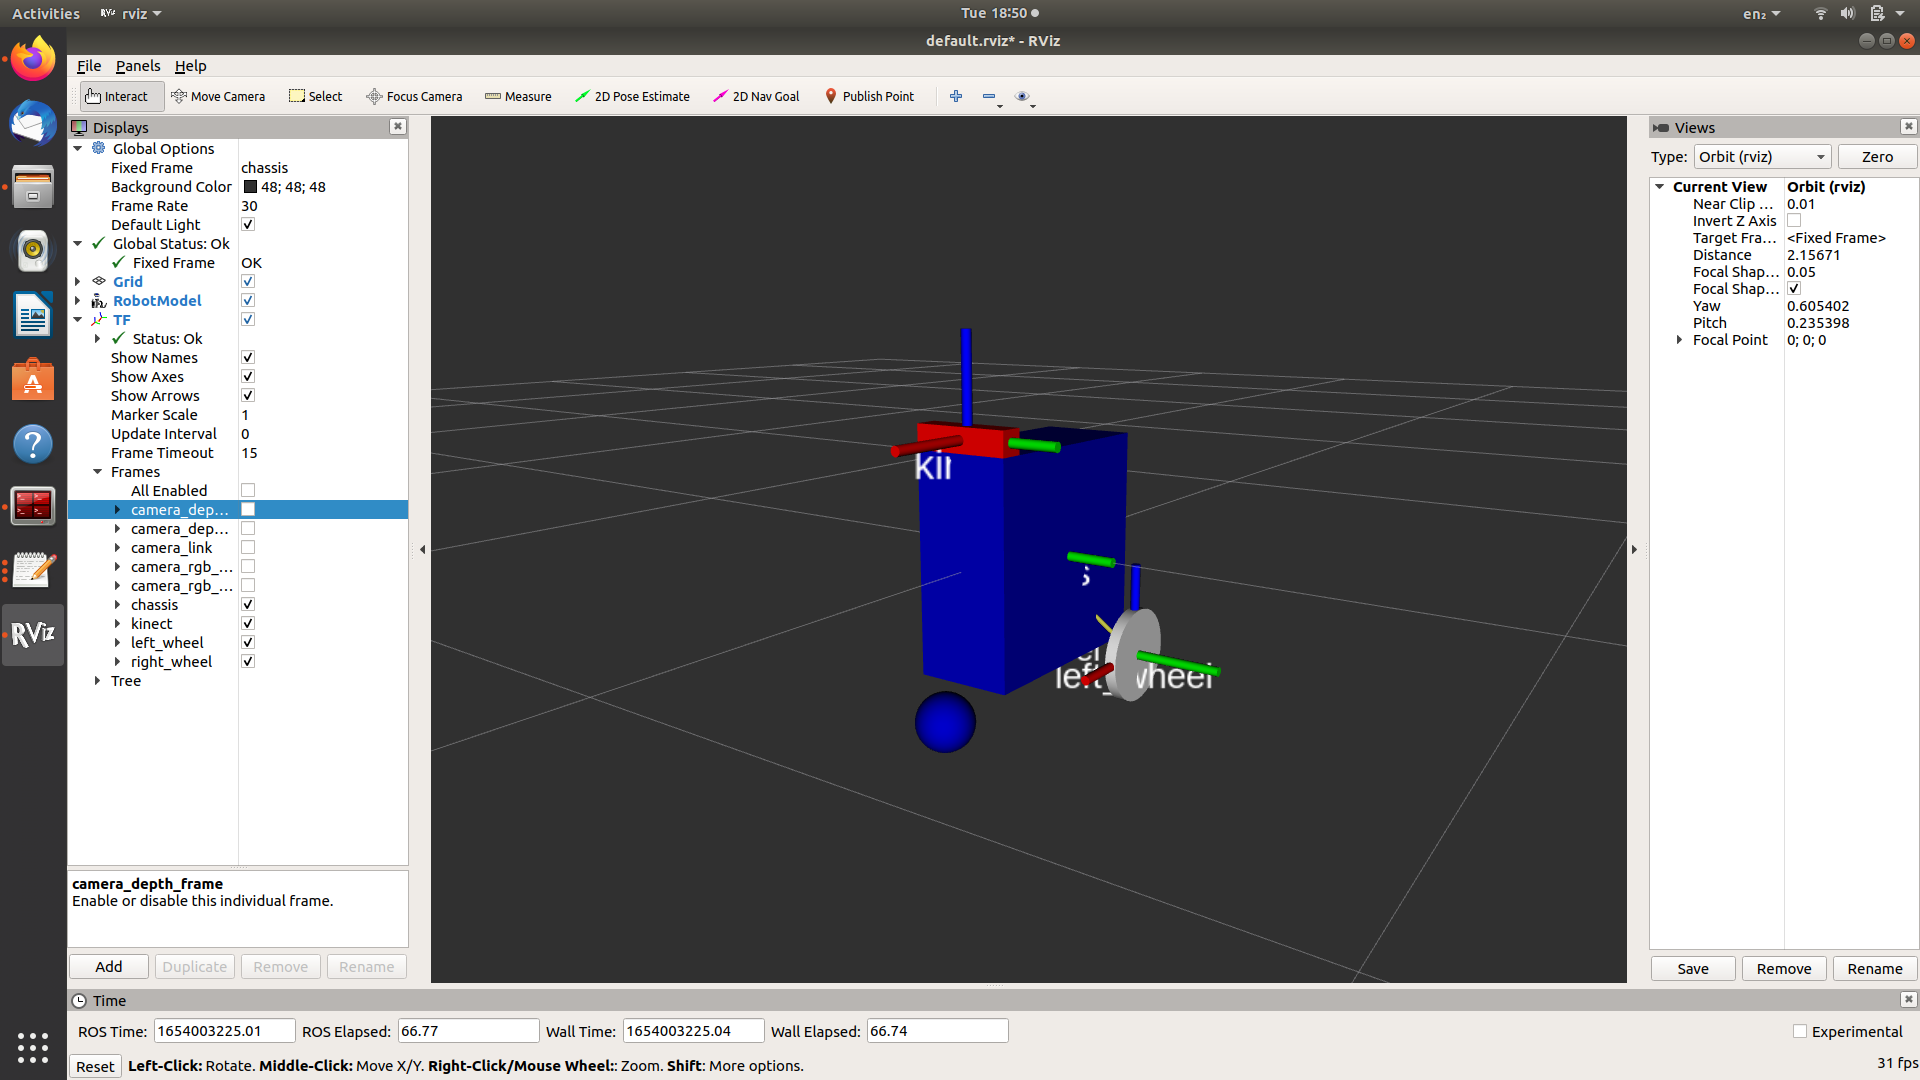 Activities
rviz
Tue 18:50
en₂
default.rviz* - RViz
File Panels Help
Interact Move Camera Select Focus Camera Measure 2D Pose Estimate 2D Nav Goal Publish Point
Displays
Global Options
Fixed Frame chassis
Background Color 48; 48; 48
Frame Rate 30
Default Light
Global Status: Ok
Fixed Frame OK
Grid
RobotModel
TF
Status: Ok
Show Names
Show Axes
Show Arrows
Marker Scale 1
Update Interval 0
Frame Timeout 15
Frames
All Enabled
camera_dep...
camera_dep...
camera_link
camera_rgb_...
camera_rgb_...
chassis
kinect
left_wheel
right_wheel
Tree
camera_depth_frame
Enable or disable this individual frame.
Add Duplicate Remove Rename
RViz
left_wheel
Views
Type: Orbit (rviz) Zero
Current View Orbit (rviz)
Near Clip ... 0.01
Invert Z Axis
Target Fra... <Fixed Frame>
Distance 2.15671
Focal Shap... 0.05
Focal Shap...
Yaw 0.605402
Pitch 0.235398
Focal Point 0; 0; 0
Save Remove Rename
Time
ROS Time: 1654003225.01 ROS Elapsed: 66.77 Wall Time: 1654003225.04 Wall Elapsed: 66.74 Experimental
Reset Left-Click: Rotate. Middle-Click: Move X/Y. Right-Click/Mouse Wheel:: Zoom. Shift: More options. 31 fps